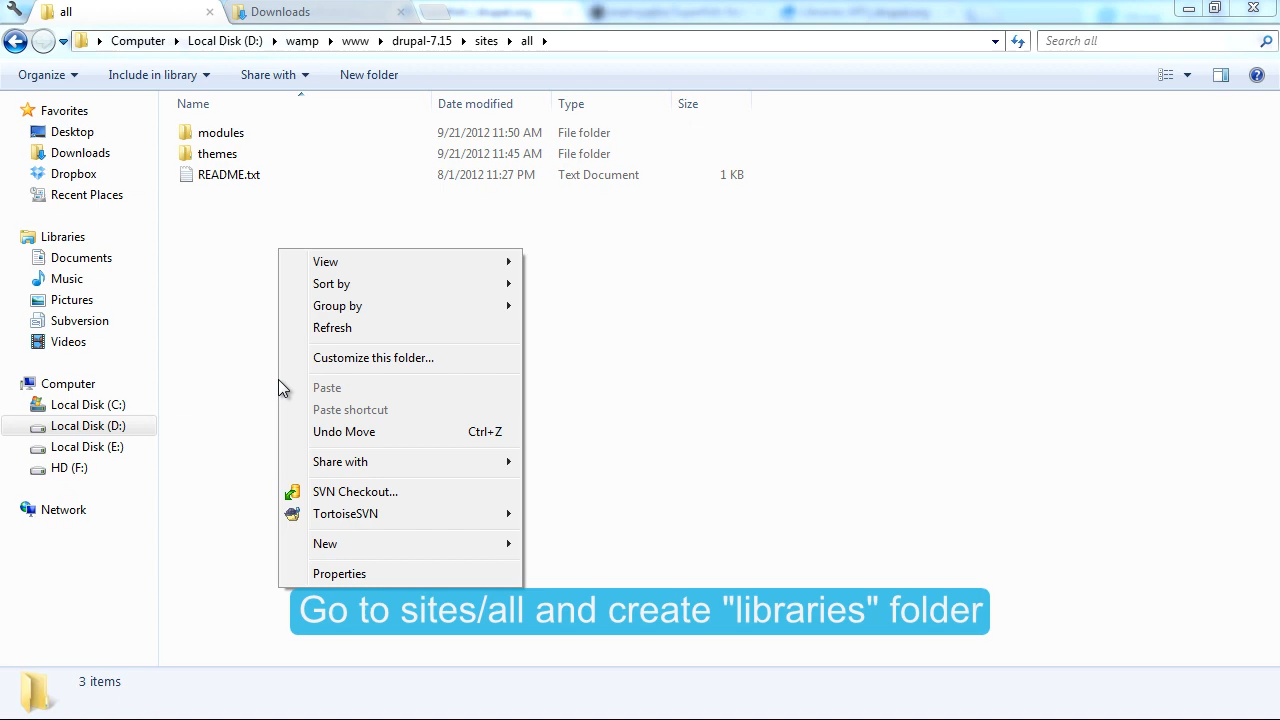 all
Downloads
Computer
Local Disk (D:)
wamp
www
drupal-7.15
sites
all
Search all
Organize
Include in library
Share with
New folder
Name
Date modified
Type
Size
Favorites
Desktop
Downloads
Dropbox
Recent Places
Libraries
Documents
Music
Pictures
Subversion
Videos
Computer
Local Disk (C:)
Local Disk (D:)
Local Disk (E:)
HD (F:)
Network
modules 9/21/2012 11:50 AM File folder
themes 9/21/2012 11:45 AM File folder
README.txt 8/1/2012 11:27 PM Text Document 1 KB
View
Sort by
Group by
Refresh
Customize this folder...
Paste
Paste shortcut
Undo Move Ctrl+Z
Share with
SVN Checkout...
TortoiseSVN
New
Properties
Go to sites/all and create "libraries" folder
3 items